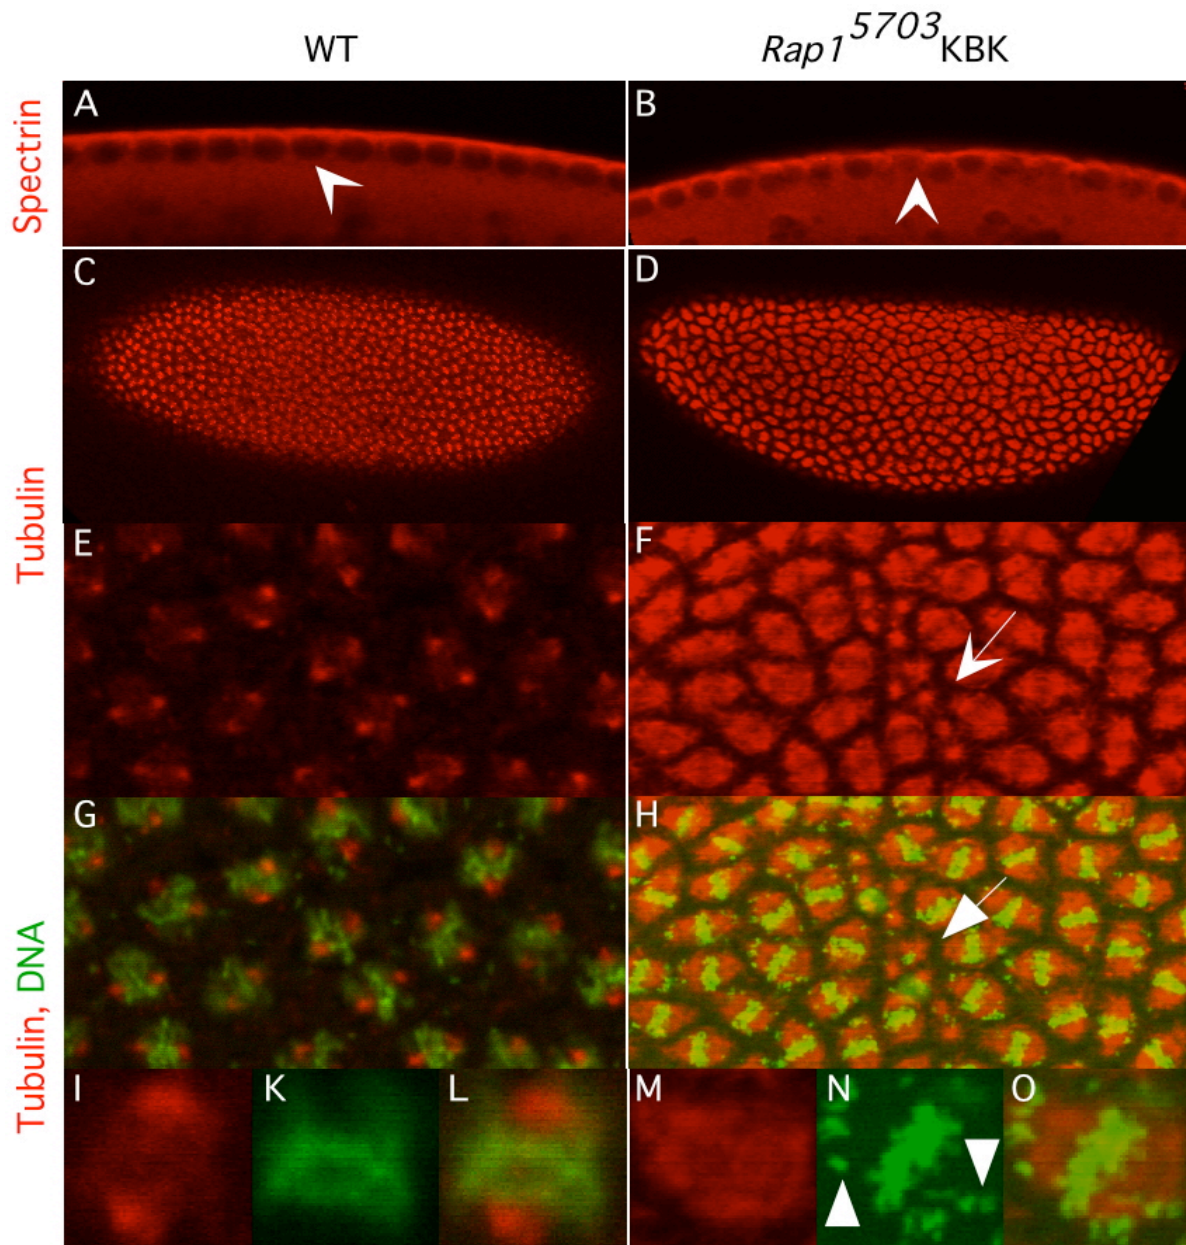 WT
Rap1^5703 KBK
Spectrin
A
B
C
D
Tubulin
E
F
G
H
Tubulin, DNA
I
K
L
M
N
O